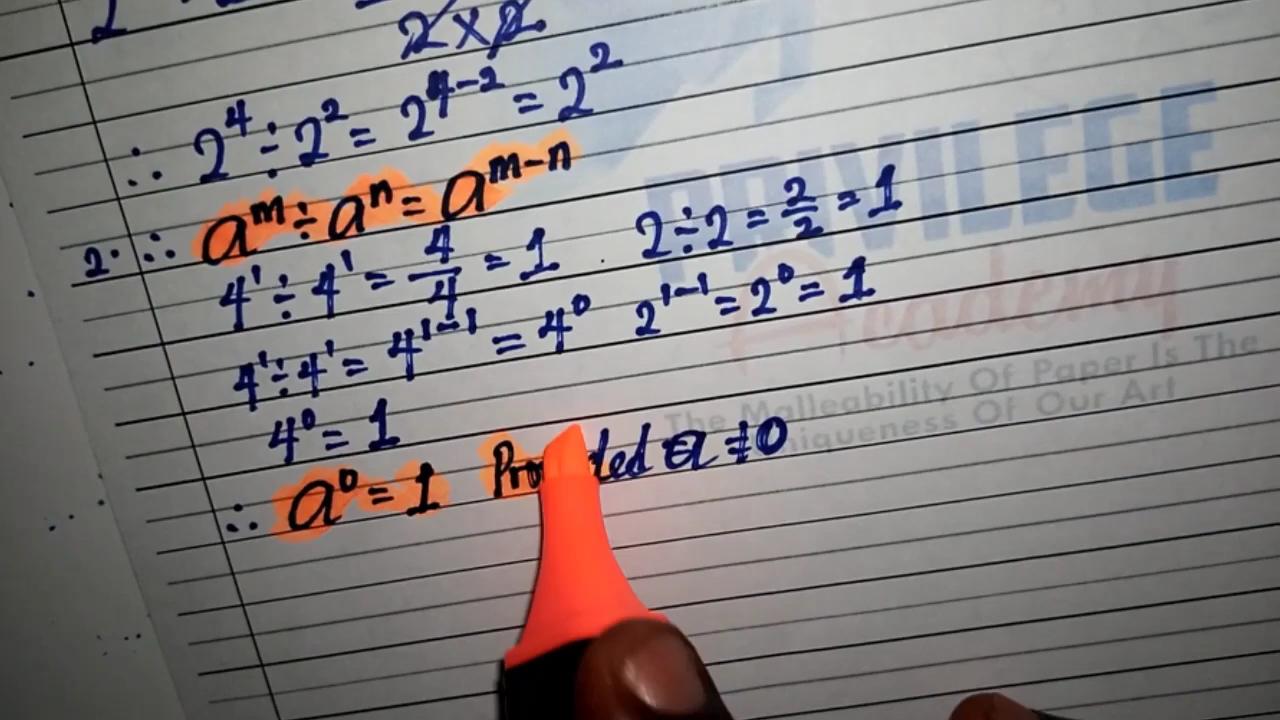 2×2
∴ 2⁴ ÷ 2² = 2⁴⁻² = 2²
∴ aᵐ ÷ aⁿ = aᵐ⁻ⁿ
2. 4¹ ÷ 4¹ = 4/4 = 1 2 ÷ 2 = 2/2 = 1
4¹ ÷ 4¹ = 4¹⁻¹ = 4⁰ 2¹⁻¹ = 2⁰ = 1
4⁰ = 1
∴ a⁰ = 1 Provided a ≠ 0
PRIVILEGE
Academy
The Malleability Of Paper Is The
Uniqueness Of Our Art